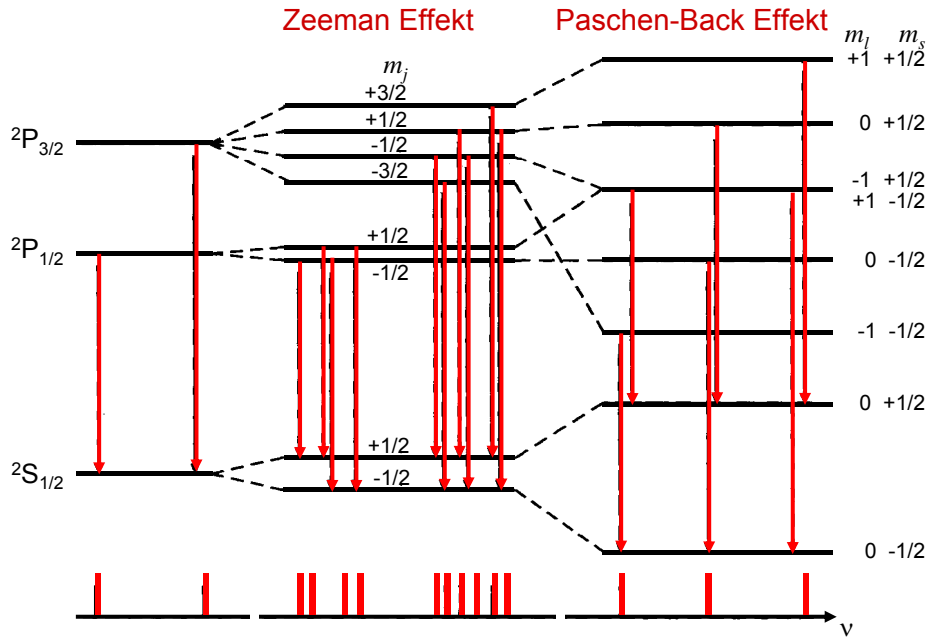 Zeeman Effekt
Paschen-Back Effekt
m_l m_s
+1 +1/2
m_j
+3/2
+1/2
0 +1/2
²P₃/₂
-1/2
-3/2
-1 +1/2
+1 -1/2
+1/2
²P₁/₂
-1/2
0 -1/2
-1 -1/2
0 +1/2
+1/2
²S₁/₂
-1/2
0 -1/2
ν